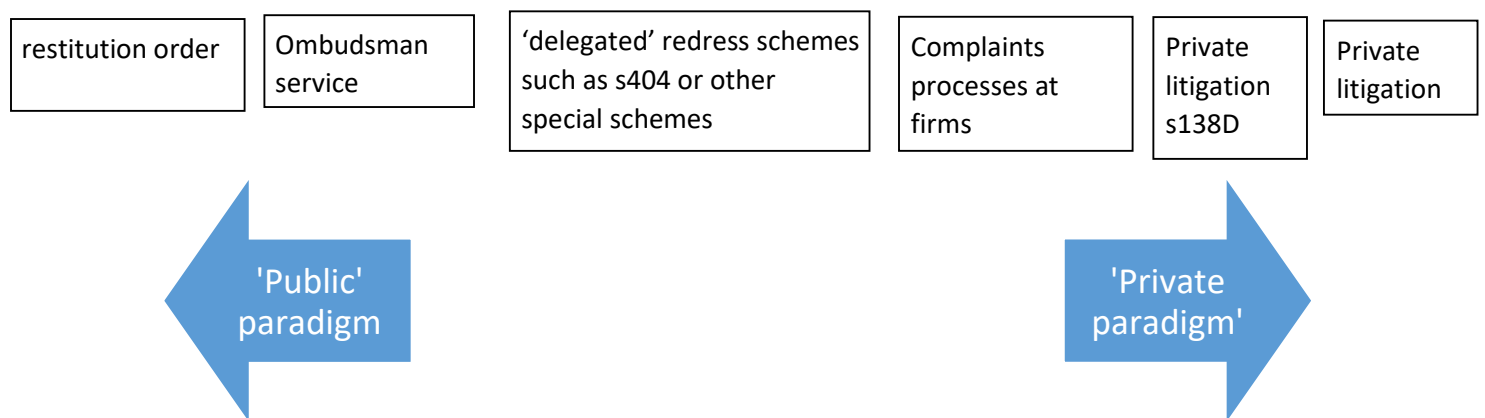 restitution order
Ombudsman
service
‘delegated’ redress schemes
such as s404 or other
special schemes
Complaints
processes at
firms
Private
litigation
s138D
Private
litigation
'Public'
paradigm
'Private
paradigm'